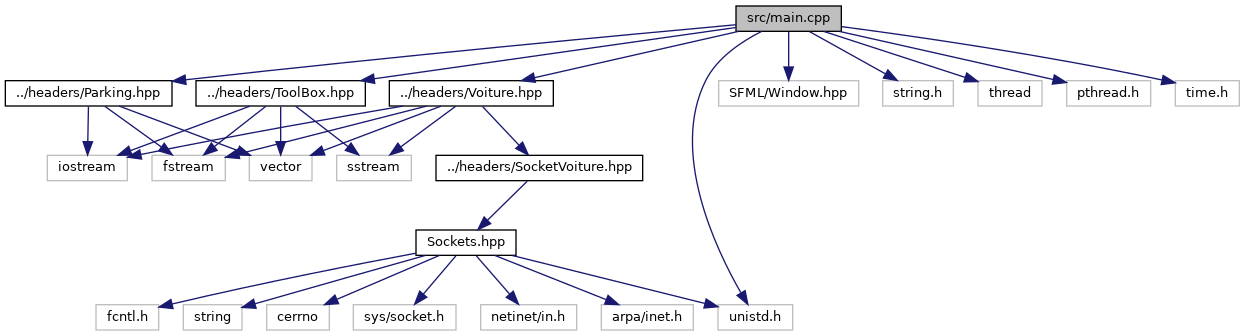 src/main.cpp
../headers/Parking.hpp
../headers/ToolBox.hpp
../headers/Voiture.hpp
SFML/Window.hpp
string.h
thread
pthread.h
time.h
iostream
fstream
vector
sstream
../headers/SocketVoiture.hpp
Sockets.hpp
fcntl.h
string
cerrno
sys/socket.h
netinet/in.h
arpa/inet.h
unistd.h